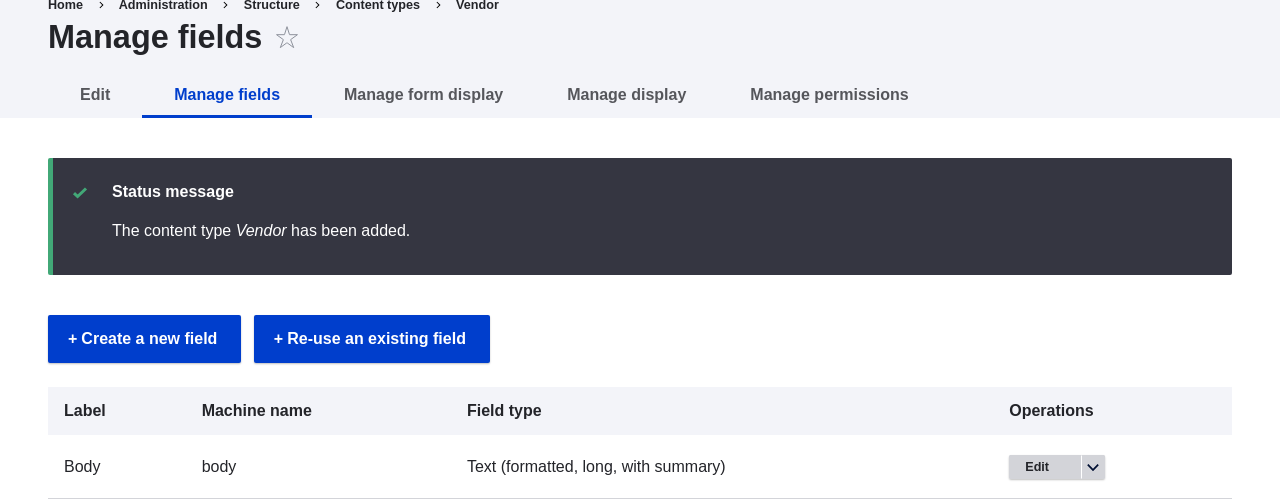 Home > Administration > Structure > Content types > Vendor
Manage fields ☆
Edit Manage fields Manage form display Manage display Manage permissions
Status message
The content type Vendor has been added.
+ Create a new field + Re-use an existing field
Label Machine name Field type Operations
Body body Text (formatted, long, with summary) Edit